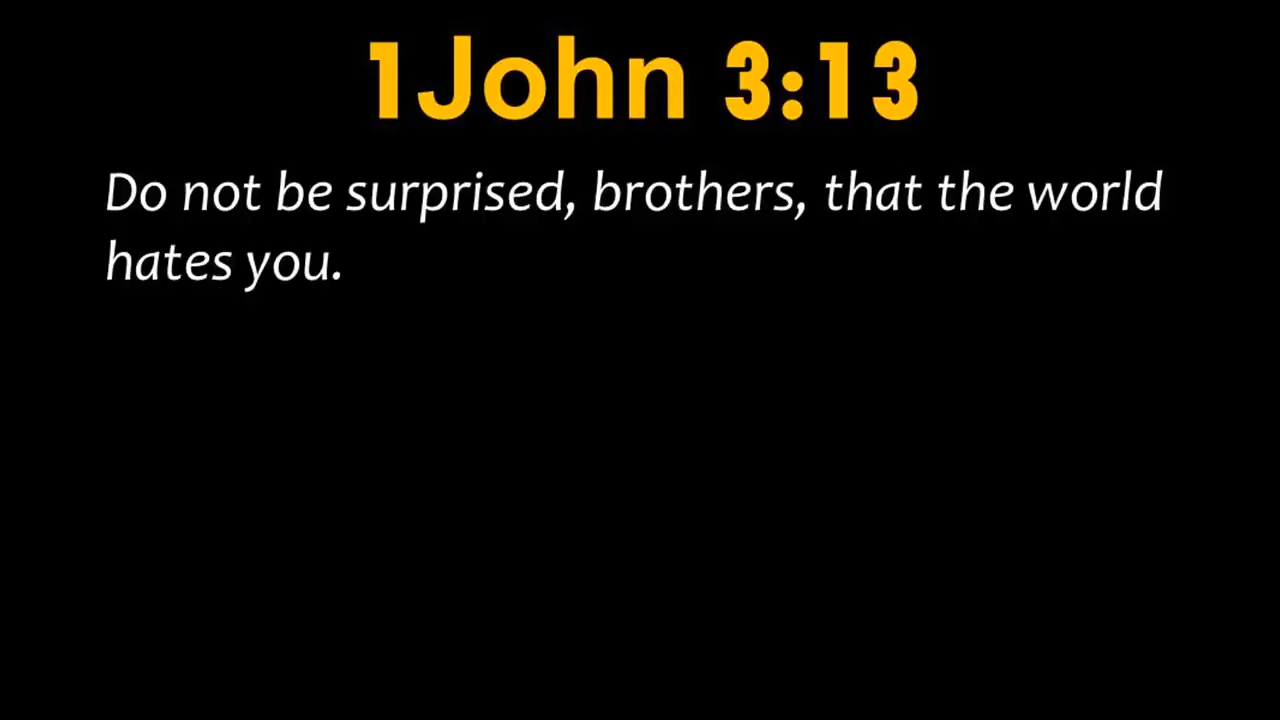 1John 3:13
Do not be surprised, brothers, that the world
hates you.